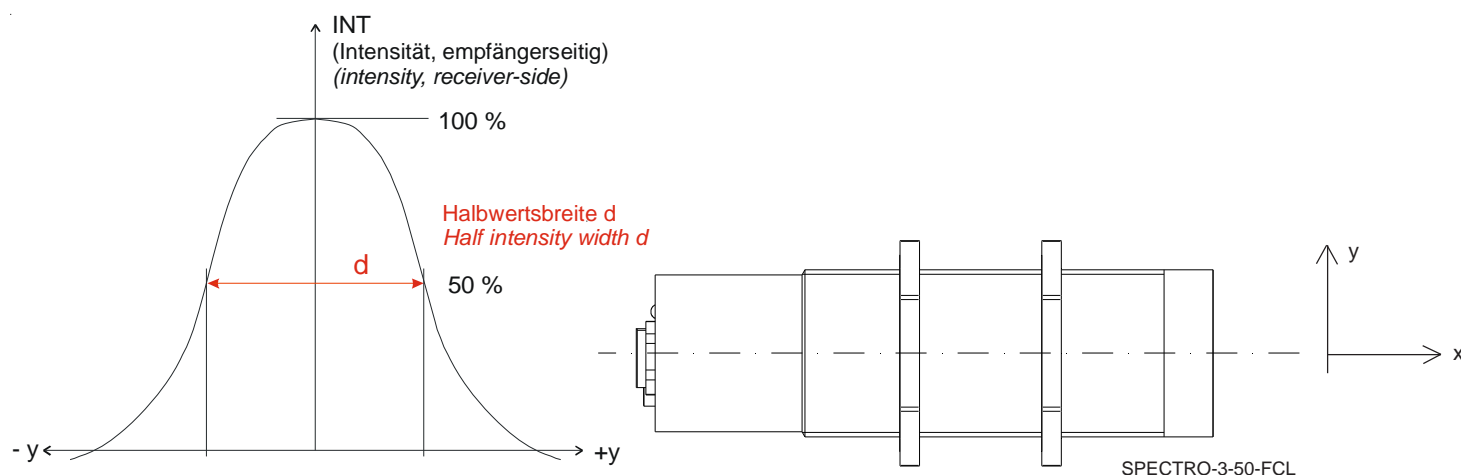 INT
(Intensität, empfängerseitig)
(intensity, receiver-side)
100 %
Halbwertsbreite d
Half intensity width d
d
50 %
- y
+y
y
x
SPECTRO-3-50-FCL